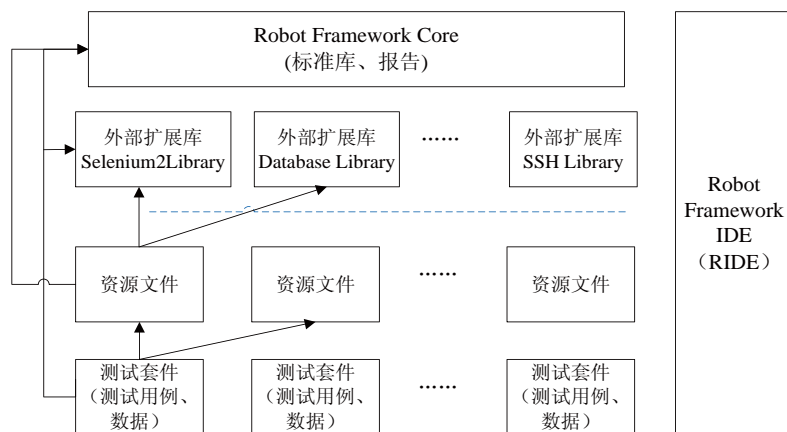 Robot Framework Core
(标准库、报告)
外部扩展库
Selenium2Library
外部扩展库
Database Library
……
外部扩展库
SSH Library
资源文件
资源文件
……
资源文件
测试套件
(测试用例、
数据)
测试套件
(测试用例、
数据)
……
测试套件
(测试用例、
数据)
Robot
Framework
IDE
（RIDE）